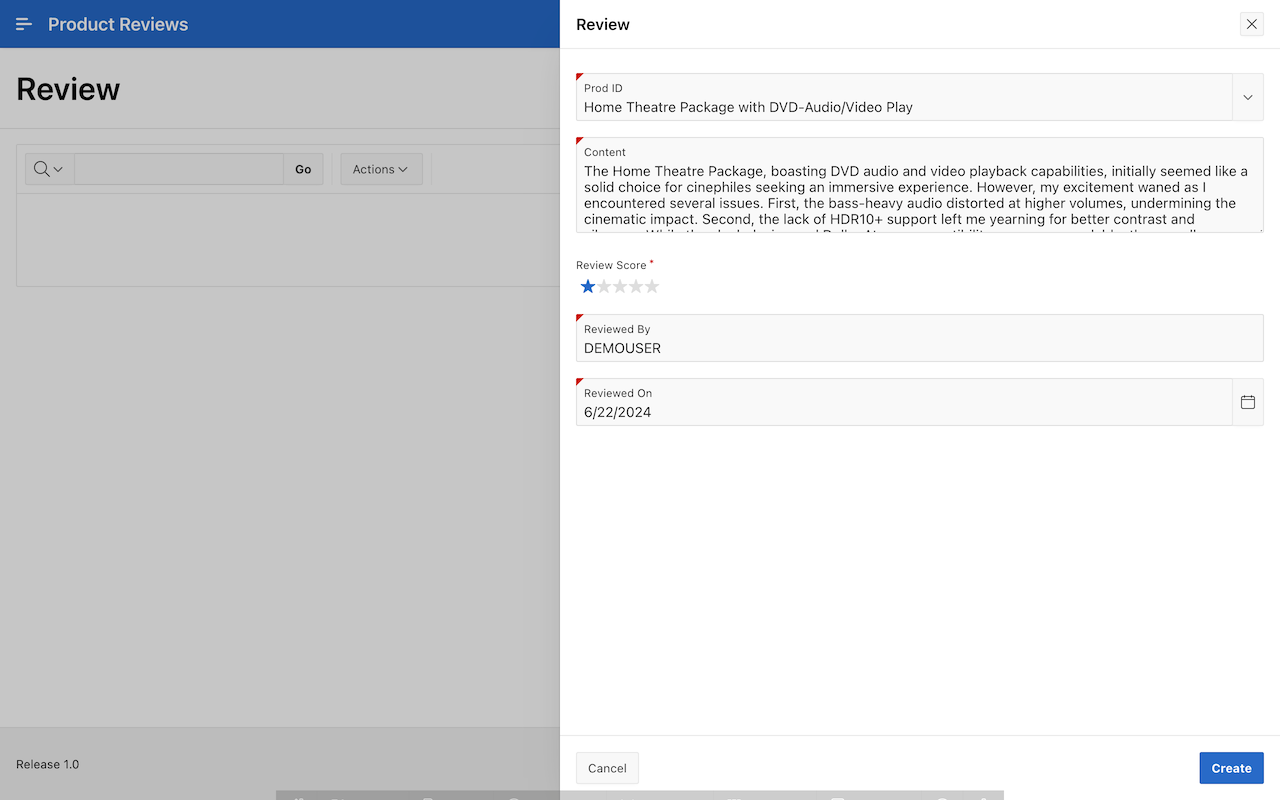 Product Reviews
Review
Go
Actions
Release 1.0
Review
Prod ID
Home Theatre Package with DVD-Audio/Video Play
Content
The Home Theatre Package, boasting DVD audio and video playback capabilities, initially seemed like a
solid choice for cinephiles seeking an immersive experience. However, my excitement waned as I
encountered several issues. First, the bass-heavy audio distorted at higher volumes, undermining the
cinematic impact. Second, the lack of HDR10+ support left me yearning for better contrast and
Review Score *
Reviewed By
DEMOUSER
Reviewed On
6/22/2024
Cancel
Create